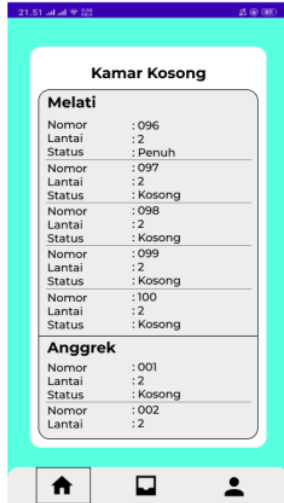 21.51
Kamar Kosong
Melati
Nomor : 096
Lantai : 2
Status : Penuh
Nomor : 097
Lantai : 2
Status : Kosong
Nomor : 098
Lantai : 2
Status : Kosong
Nomor : 099
Lantai : 2
Status : Kosong
Nomor : 100
Lantai : 2
Status : Kosong
Anggrek
Nomor : 001
Lantai : 2
Status : Kosong
Nomor : 002
Lantai : 2